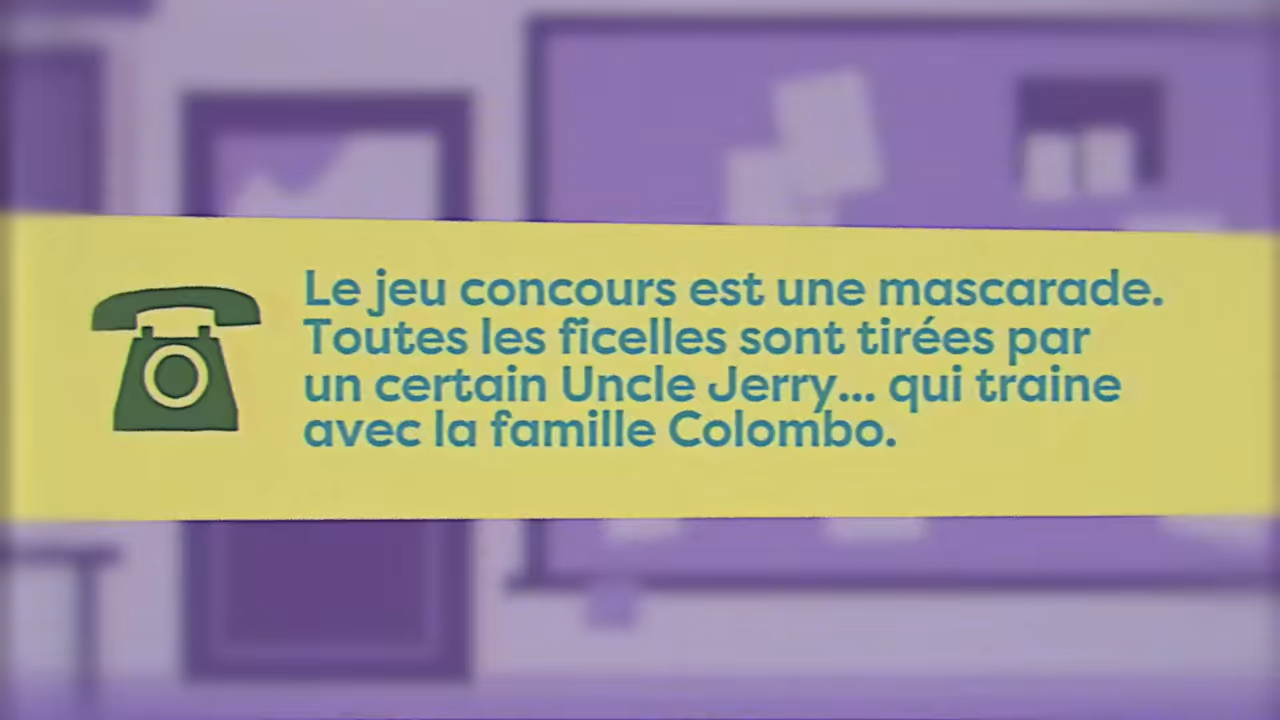 Le jeu concours est une mascarade.
Toutes les ficelles sont tirées par
un certain Uncle Jerry... qui traine
avec la famille Colombo.